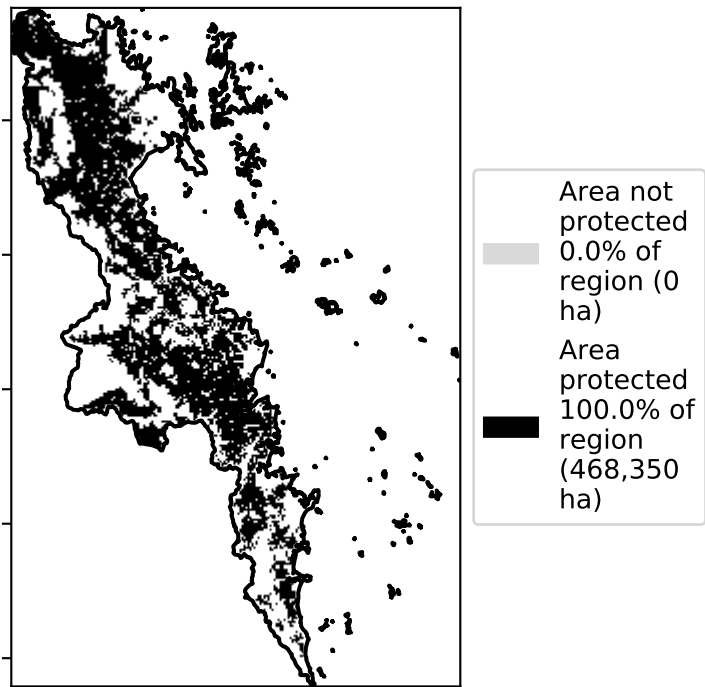 Area not
protected
0.0% of
region (0
ha)
Area
protected
100.0% of
region
(468,350
ha)